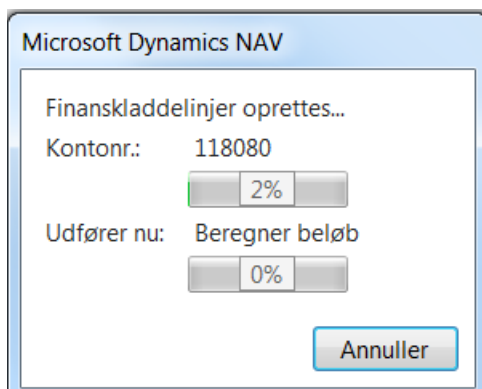 Microsoft Dynamics NAV
Finanskladdelinjer oprettes...
Kontonr.: 118080
2%
Udfører nu: Beregner beløb
0%
Annuller